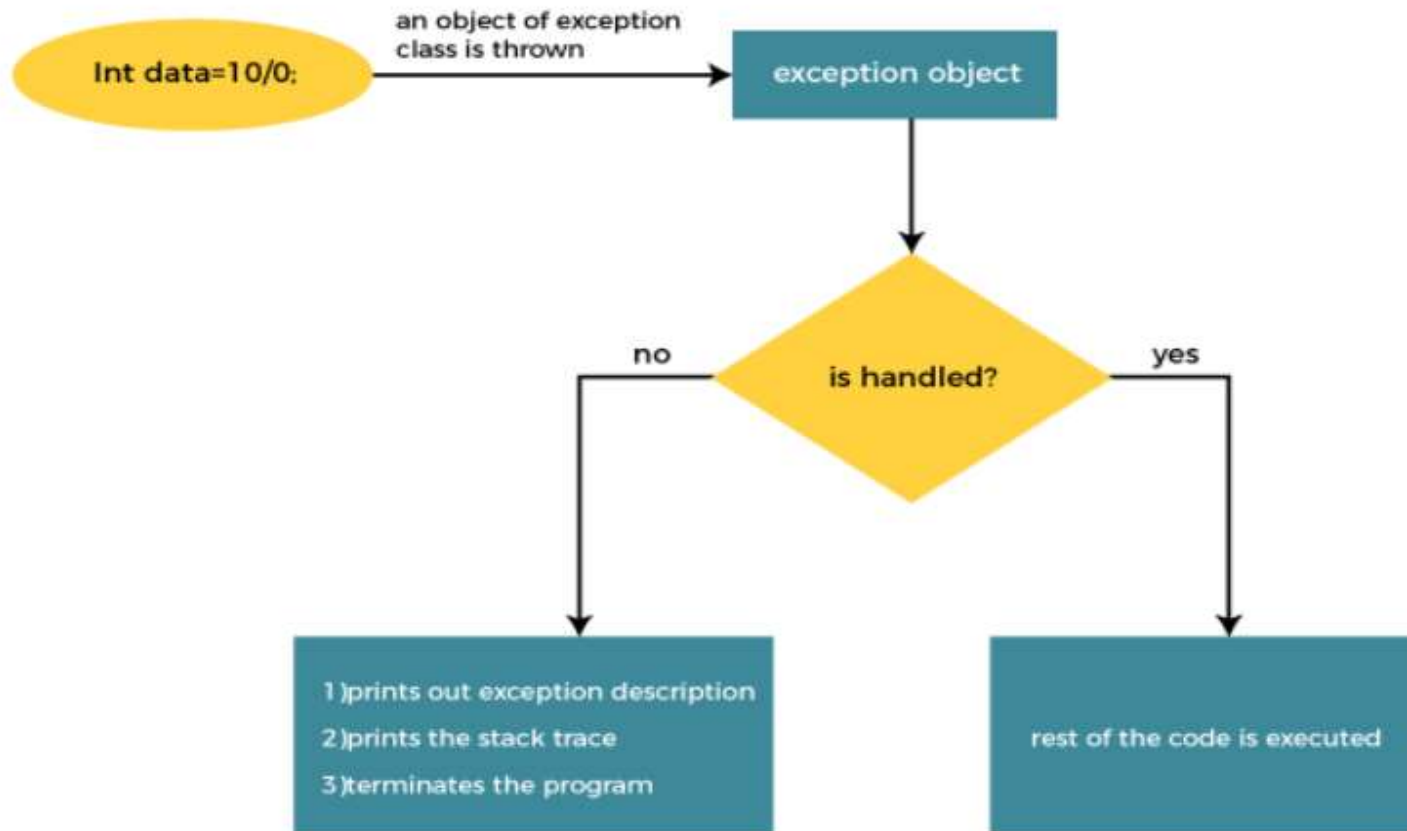 an object of exception
class is thrown
Int data=10/0;
exception object
no
yes
is handled?
1)prints out exception description
2)prints the stack trace
3)terminates the program
rest of the code is executed